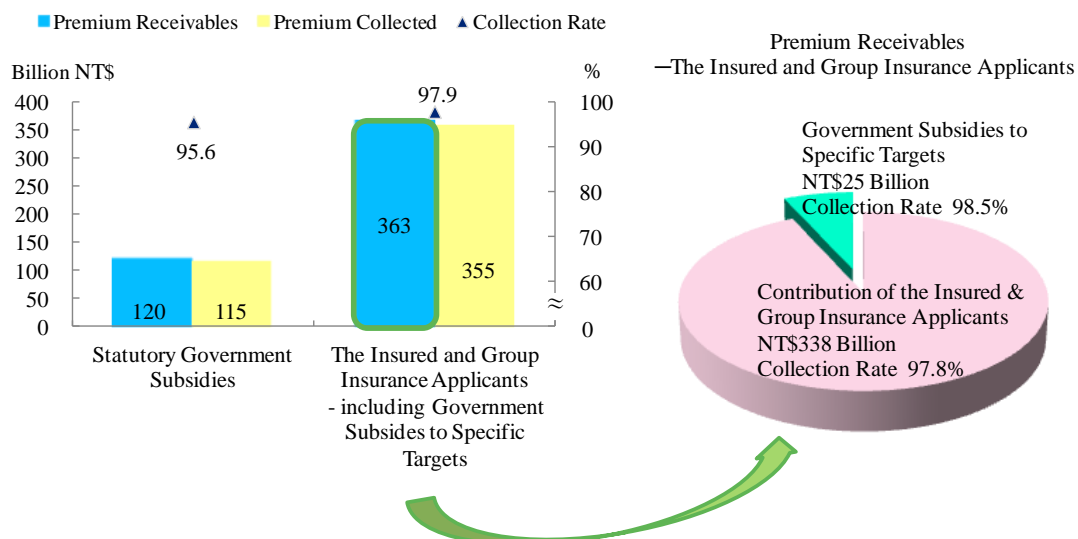 Premium Receivables Premium Collected Collection Rate
Billion NT$
%
400
350
300
250
200
150
100
50
0
95.6
97.9
120
115
363
355
100
90
80
70
60
≈
0
Statutory Government
Subsidies
The Insured and Group
Insurance Applicants
- including Government
Subsides to Specific
Targets
Premium Receivables
─The Insured and Group Insurance Applicants
Government Subsidies to
Specific Targets
NT$25 Billion
Collection Rate 98.5%
Contribution of the Insured &
Group Insurance Applicants
NT$338 Billion
Collection Rate 97.8%